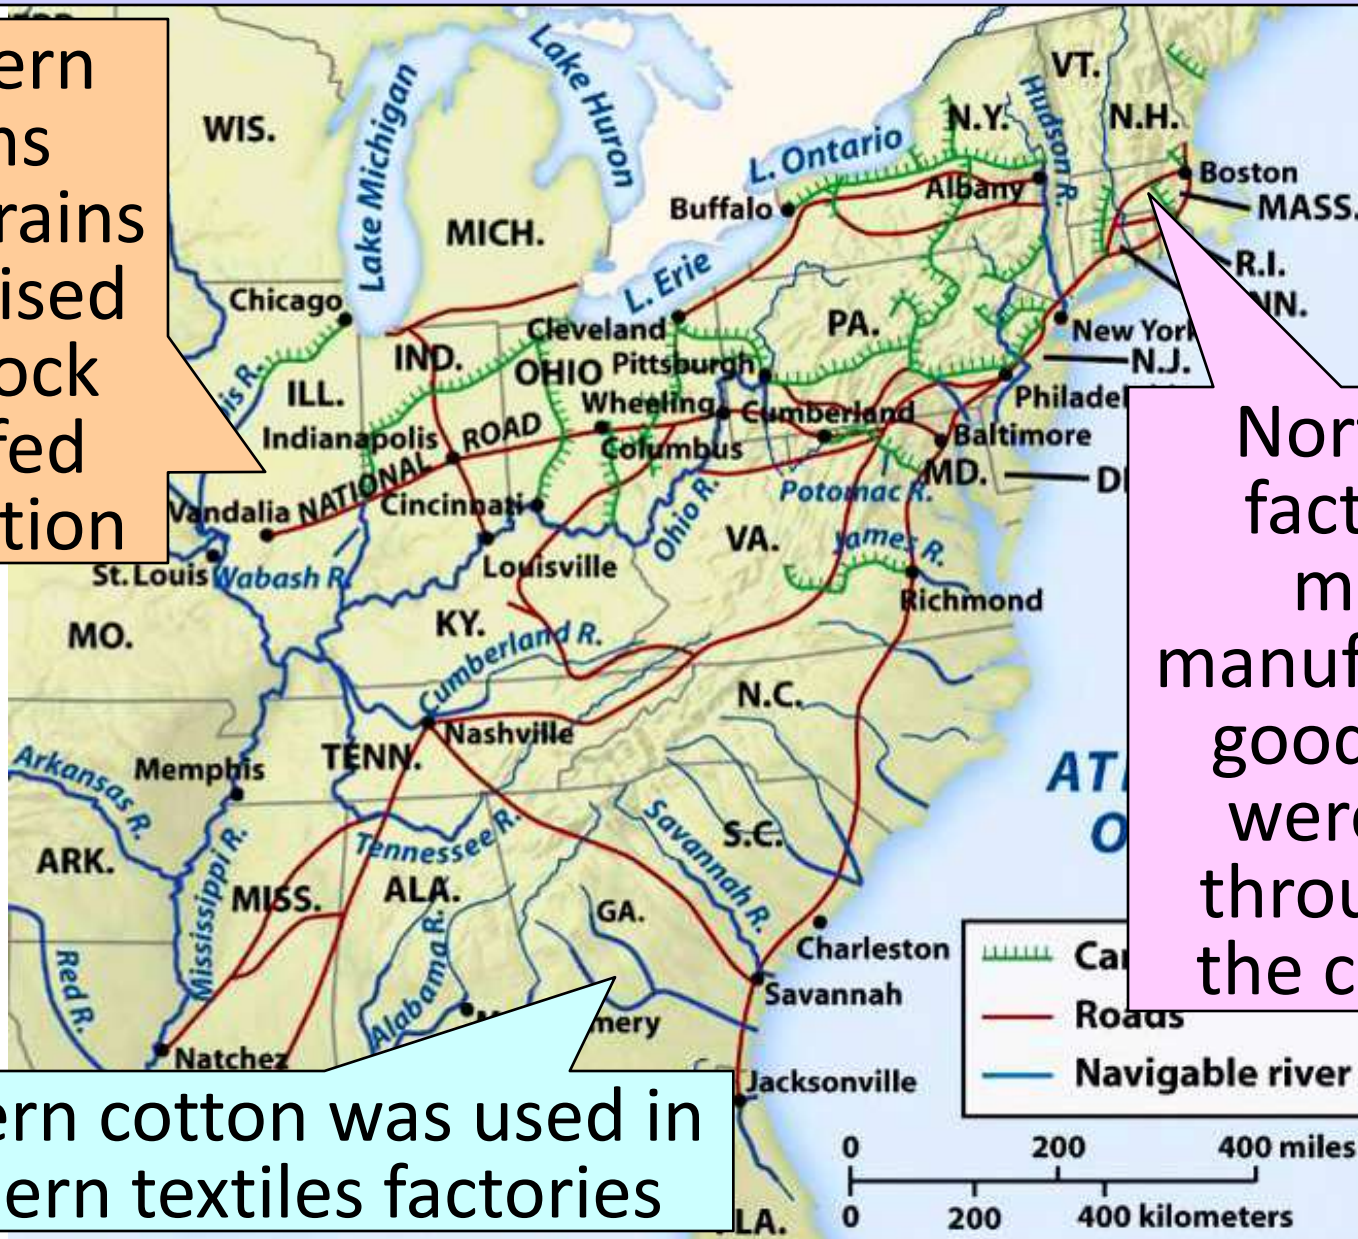 ern
ns
rains
ised
ock
fed
tion
WIS.
Lake Michigan
Lake Huron
MICH.
L. Ontario
L. Erie
Buffalo
Albany
N.Y.
Hudson R.
VT.
N.H.
Boston
MASS.
R.I.
NN.
New York
N.J.
Philadel
Baltimore
MD.
PA.
Chicago
Cleveland
IND.
OHIO
Pittsburgh
ILL.
is R.
Wheeling
Cumberland
Indianapolis
NATIONAL ROAD
Columbus
Cincinnati
Vandalia
Ohio R.
Potomac R.
VA.
James R.
St. Louis
Wabash R.
Louisville
Richmond
MO.
KY.
Cumberland R.
N.C.
Nashville
TENN.
Memphis
Arkansas R.
Tennessee R.
Savannah R.
S.C.
ARK.
Mississippi R.
MISS.
ALA.
GA.
Alabama R.
Red R.
Charleston
Savannah
mery
Natchez
Jacksonville
LA.
AT
O
Nor
fact
m
manuf
good
were
throu
the c
ern cotton was used in
ern textiles factories
Ca
Roads
Navigable river
0 200 400 miles
0 200 400 kilometers